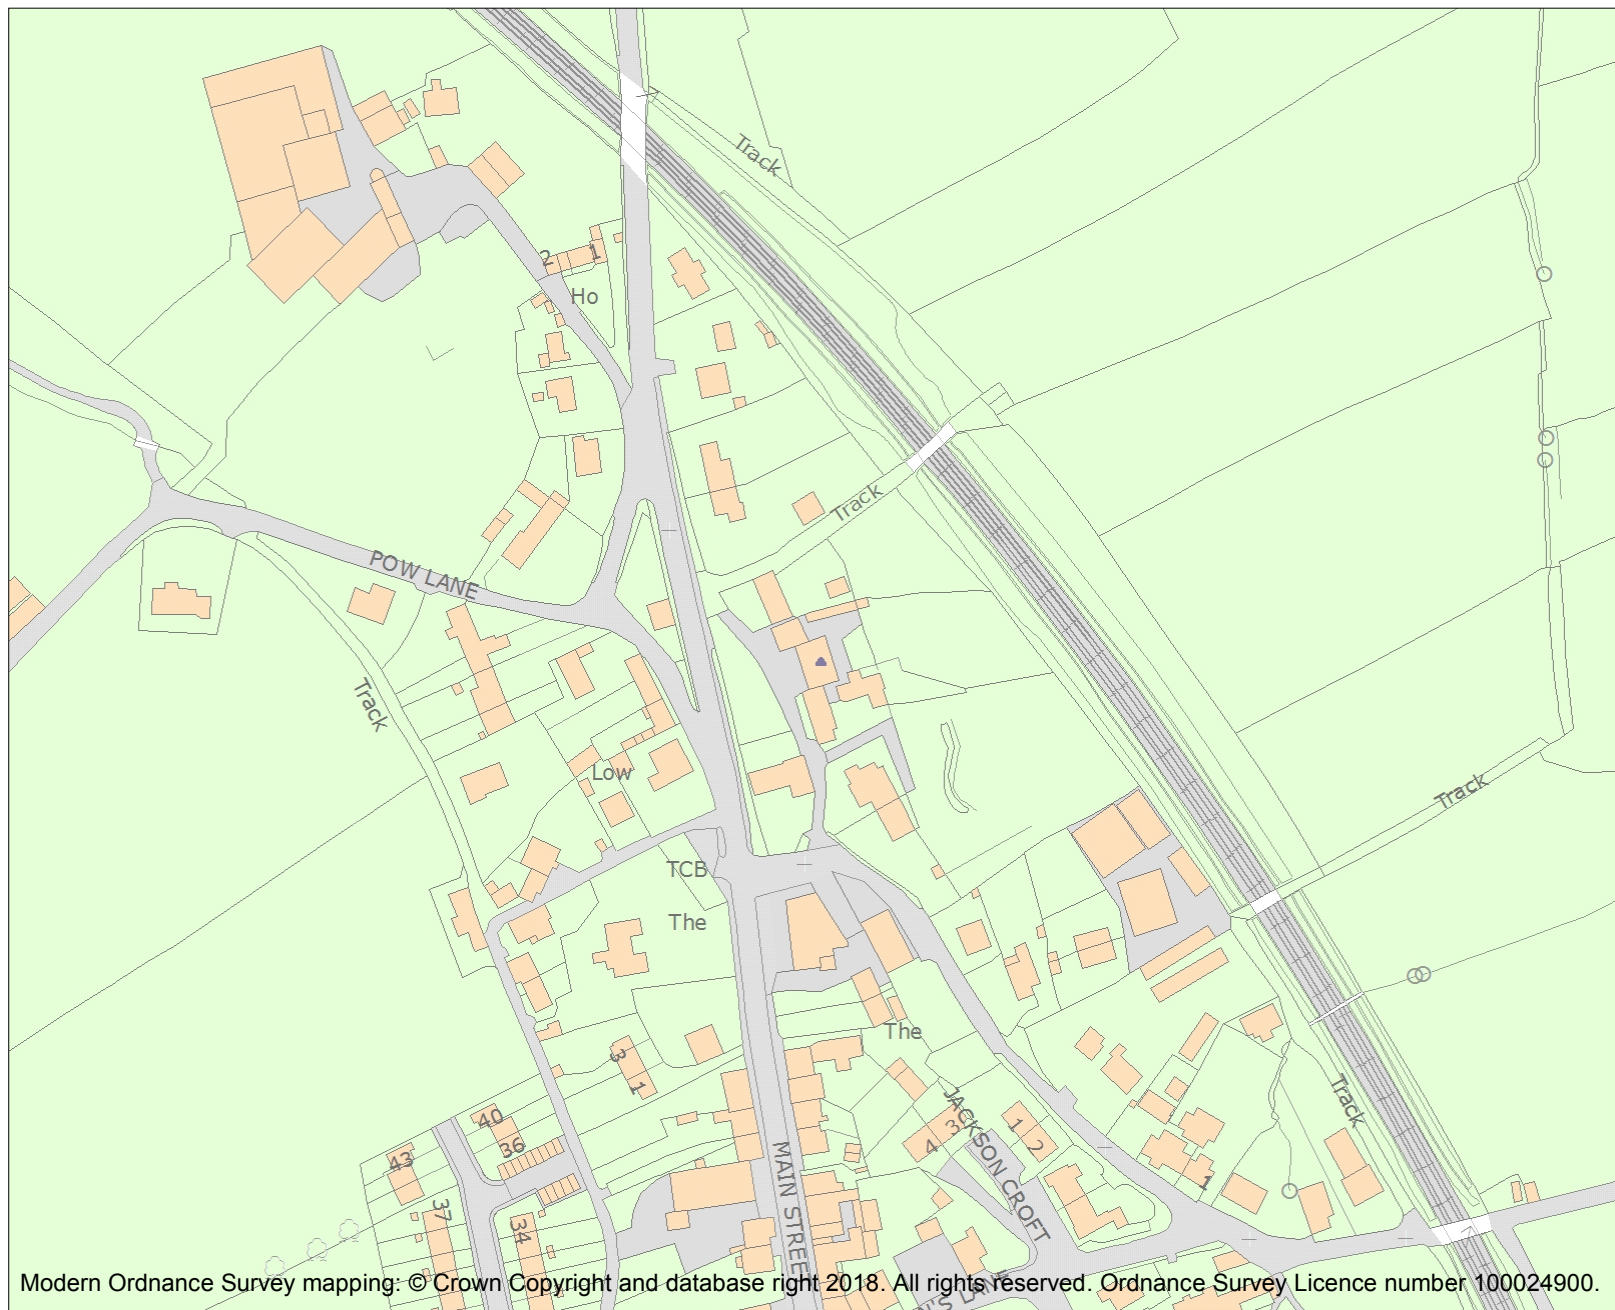 Track
2
1
Ho
Track
POW LANE
Track
Low
Track
TCB
The
The
3
1
Track
JACKSON CROFT
40
36
43
3
4
1
2
MAIN STREE
1
37
34
N'S LANE
Modern Ordnance Survey mapping: © Crown Copyright and database right 2018. All rights reserved. Ordnance Survey Licence number 100024900.